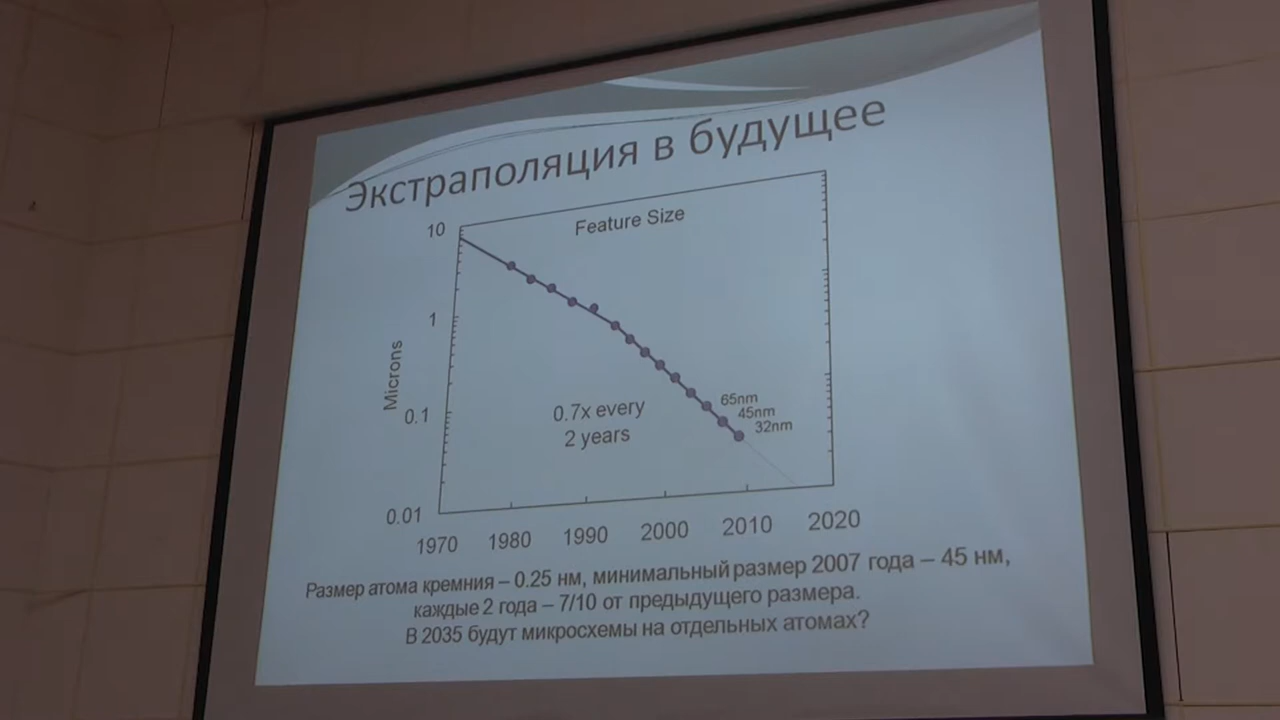 Экстраполяция в будущее
Feature Size
10
1
0.1
0.01
Microns
0.7x every
2 years
65nm
45nm
32nm
1970 1980 1990 2000 2010 2020
Размер атома кремния – 0.25 нм, минимальный размер 2007 года – 45 нм,
каждые 2 года – 7/10 от предыдущего размера.
В 2035 будут микросхемы на отдельных атомах?